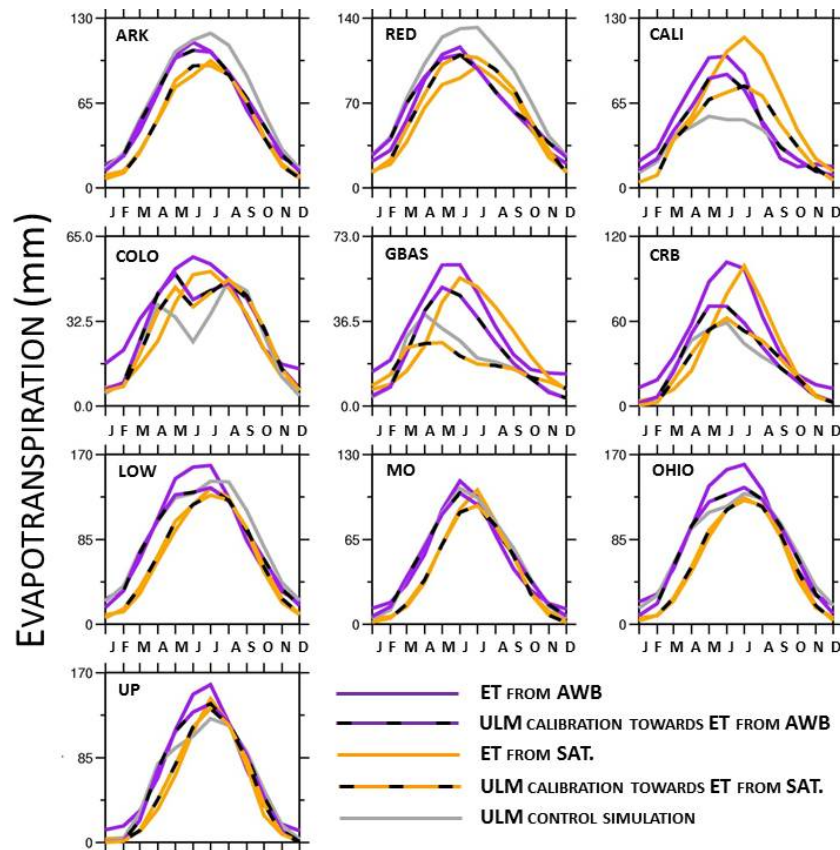 EVAPOTRANSPIRATION (mm)
130 ARK
65
0
J F M A M J J A S O N D
140 RED
70
0
J F M A M J J A S O N D
130 CALI
65
0
J F M A M J J A S O N D
65.0 COLO
32.5
0.0
J F M A M J J A S O N D
73.0 GBAS
36.5
0.0
J F M A M J J A S O N D
120 CRB
60
0
J F M A M J J A S O N D
170 LOW
85
0
J F M A M J J A S O N D
130 MO
65
0
J F M A M J J A S O N D
170 OHIO
85
0
J F M A M J J A S O N D
170 UP
85
0
ET FROM AWB
ULM CALIBRATION TOWARDS ET FROM AWB
ET FROM SAT.
ULM CALIBRATION TOWARDS ET FROM SAT.
ULM CONTROL SIMULATION